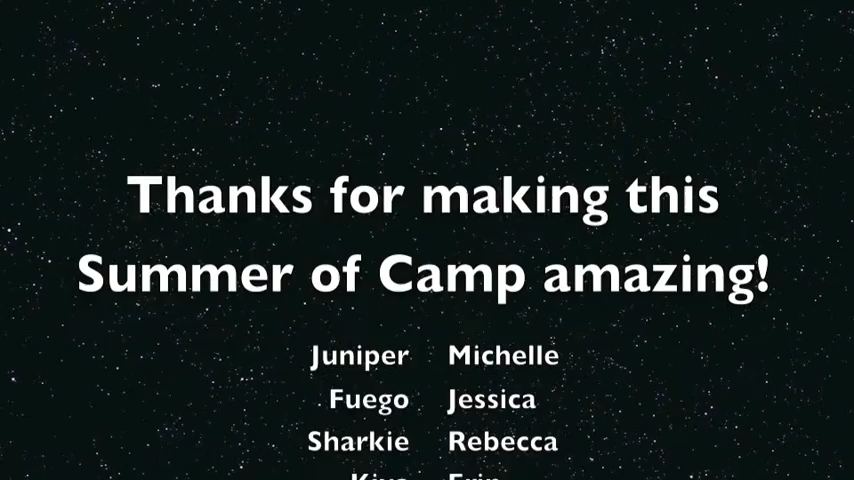 Thanks for making this
Summer of Camp amazing!
Juniper Michelle
Fuego Jessica
Sharkie Rebecca